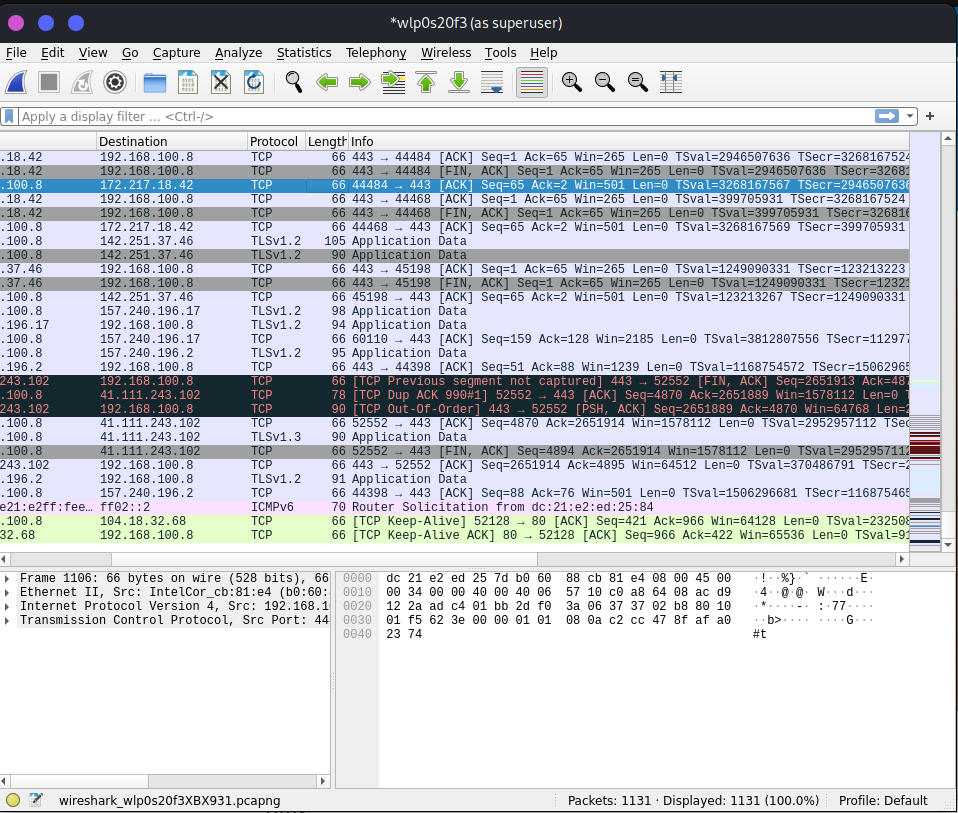 *wlp0s20f3 (as superuser)
File Edit View Go Capture Analyze Statistics Telephony Wireless Tools Help
Apply a display filter … <Ctrl-/>
Destination Protocol Length Info
.18.42 192.168.100.8 TCP 66 443 → 44484 [ACK] Seq=1 Ack=65 Win=265 Len=0 TSval=2946507636 TSecr=3268167524
.18.42 192.168.100.8 TCP 66 443 → 44484 [FIN, ACK] Seq=1 Ack=65 Win=265 Len=0 TSval=2946507636 TSecr=3268167
.100.8 172.217.18.42 TCP 66 44484 → 443 [ACK] Seq=65 Ack=2 Win=501 Len=0 TSval=3268167567 TSecr=2946507636
.18.42 192.168.100.8 TCP 66 443 → 44468 [ACK] Seq=1 Ack=65 Win=265 Len=0 TSval=399705931 TSecr=3268167524
.18.42 192.168.100.8 TCP 66 443 → 44468 [FIN, ACK] Seq=1 Ack=65 Win=265 Len=0 TSval=399705931 TSecr=32681
.100.8 172.217.18.42 TCP 66 44468 → 443 [ACK] Seq=65 Ack=2 Win=501 Len=0 TSval=3268167569 TSecr=399705931
.100.8 142.251.37.46 TLSv1.2 105 Application Data
.100.8 142.251.37.46 TLSv1.2 90 Application Data
.37.46 192.168.100.8 TCP 66 443 → 45198 [ACK] Seq=1 Ack=65 Win=265 Len=0 TSval=1249090331 TSecr=123213223
.37.46 192.168.100.8 TCP 66 443 → 45198 [FIN, ACK] Seq=1 Ack=65 Win=265 Len=0 TSval=1249090331 TSecr=12321
.100.8 142.251.37.46 TCP 66 45198 → 443 [ACK] Seq=65 Ack=2 Win=501 Len=0 TSval=123213267 TSecr=1249090331
.100.8 157.240.196.17 TLSv1.2 98 Application Data
.196.17 192.168.100.8 TLSv1.2 94 Application Data
.100.8 157.240.196.17 TCP 66 60110 → 443 [ACK] Seq=159 Ack=128 Win=2185 Len=0 TSval=3812807556 TSecr=112977
.100.8 157.240.196.2 TLSv1.2 95 Application Data
.196.2 192.168.100.8 TCP 66 443 → 44398 [ACK] Seq=51 Ack=88 Win=1239 Len=0 TSval=1168754572 TSecr=15062965
243.102 192.168.100.8 TCP 66 [TCP Previous segment not captured] 443 → 52552 [FIN, ACK] Seq=2651913 Ack=487
.100.8 41.111.243.102 TCP 78 [TCP Dup ACK 990#1] 52552 → 443 [ACK] Seq=4870 Ack=2651889 Win=1578112 Len=0 T
243.102 192.168.100.8 TCP 90 [TCP Out-Of-Order] 443 → 52552 [PSH, ACK] Seq=2651889 Ack=4870 Win=64768 Len=2
.100.8 41.111.243.102 TCP 66 52552 → 443 [ACK] Seq=4870 Ack=2651914 Win=1578112 Len=0 TSval=2952957112 TSec
.100.8 41.111.243.102 TLSv1.3 90 Application Data
.100.8 41.111.243.102 TCP 66 52552 → 443 [FIN, ACK] Seq=4894 Ack=2651914 Win=1578112 Len=0 TSval=2952957112
243.102 192.168.100.8 TCP 66 443 → 52552 [ACK] Seq=2651914 Ack=4895 Win=64512 Len=0 TSval=370486791 TSecr=2
.196.2 192.168.100.8 TLSv1.2 91 Application Data
.100.8 157.240.196.2 TCP 66 44398 → 443 [ACK] Seq=88 Ack=76 Win=501 Len=0 TSval=1506296681 TSecr=116875465
e21:e2ff:fee… ff02::2 ICMPv6 70 Router Solicitation from dc:21:e2:ed:25:84
.100.8 104.18.32.68 TCP 66 [TCP Keep-Alive] 52128 → 80 [ACK] Seq=421 Ack=966 Win=64128 Len=0 TSval=232508
32.68 192.168.100.8 TCP 66 [TCP Keep-Alive ACK] 80 → 52128 [ACK] Seq=966 Ack=422 Win=65536 Len=0 TSval=91
Frame 1106: 66 bytes on wire (528 bits), 66
Ethernet II, Src: IntelCor_cb:81:e4 (b0:60:
Internet Protocol Version 4, Src: 192.168.1
Transmission Control Protocol, Src Port: 44
0000 dc 21 e2 ed 25 7d b0 60 88 cb 81 e4 08 00 45 00 ·!··%}·` ······E·
0010 00 34 00 00 40 00 40 06 57 10 c0 a8 64 08 ac d9 ·4··@·@· W···d···
0020 12 2a ad c4 01 bb 2d f0 3a 06 37 37 02 b8 80 10 ·*····-· :·77····
0030 01 f5 62 3e 00 00 01 01 08 0a c2 cc 47 8f af a0 ··b>···· ····G···
0040 23 74 #t
wireshark_wlp0s20f3XBX931.pcapng Packets: 1131 · Displayed: 1131 (100.0%) Profile: Default